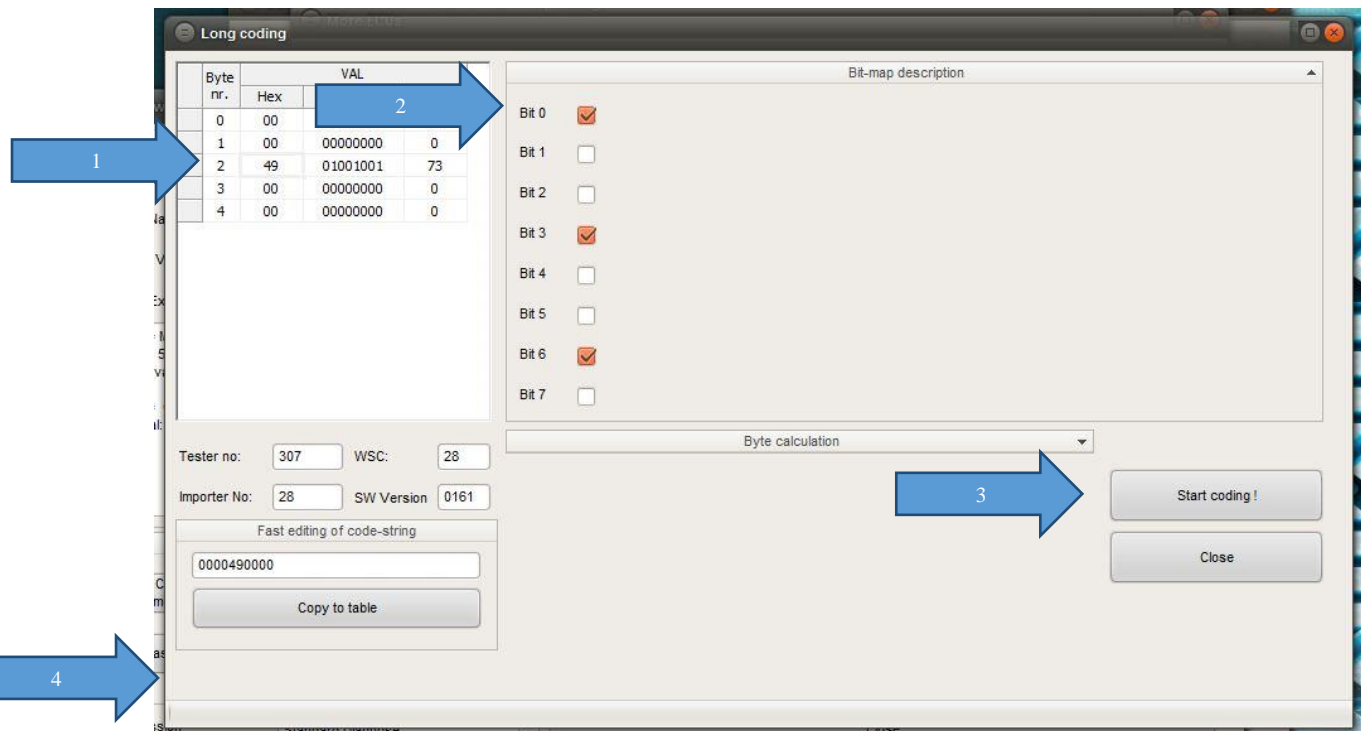 Long coding
Byte nr.
VAL
Hex
0 00
1 00 00000000 0
2 49 01001001 73
3 00 00000000 0
4 00 00000000 0
1
2
Bit-map description
Bit 0
Bit 1
Bit 2
Bit 3
Bit 4
Bit 5
Bit 6
Bit 7
Byte calculation
Tester no: 307 WSC: 28
Importer No: 28 SW Version 0161
Fast editing of code-string
0000490000
Copy to table
3
Start coding !
Close
4